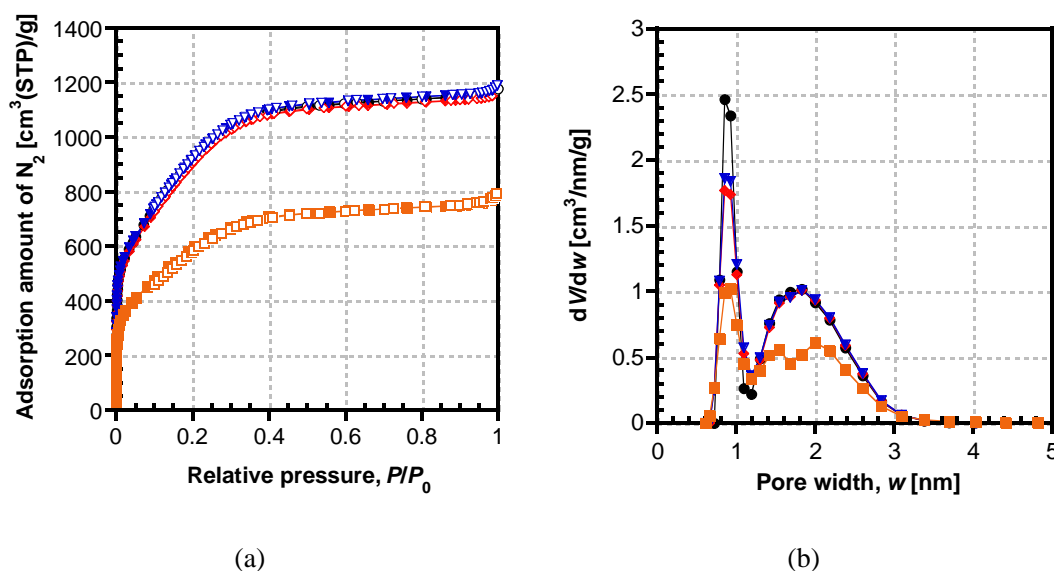 Adsorption amount of N₂ [cm³(STP)/g]
1400
1200
1000
800
600
400
200
0
0 0.2 0.4 0.6 0.8 1
Relative pressure, P/P₀
(a)
dV/dw [cm³/nm/g]
3
2.5
2
1.5
1
0.5
0
0 1 2 3 4 5
Pore width, w [nm]
(b)